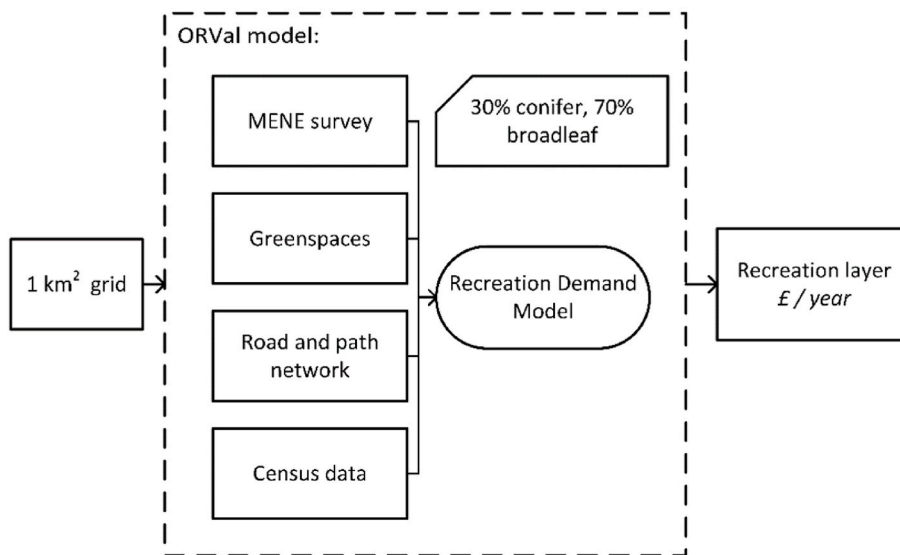 ORVal model:
MENE survey
30% conifer, 70%
broadleaf
Greenspaces
1 km² grid
Recreation Demand
Model
Recreation layer
£ / year
Road and path
network
Census data